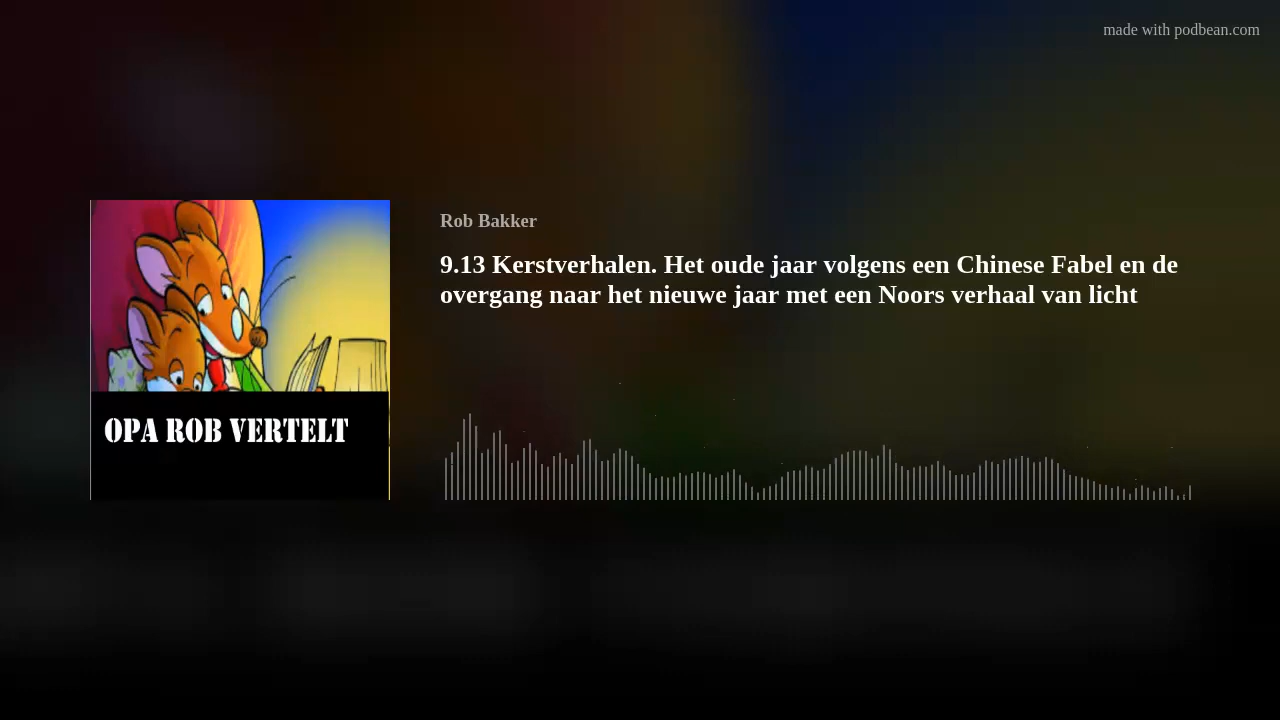 made with podbean.com
Rob Bakker
9.13 Kerstverhalen. Het oude jaar volgens een Chinese Fabel en de
overgang naar het nieuwe jaar met een Noors verhaal van licht
OPA ROB VERTELT